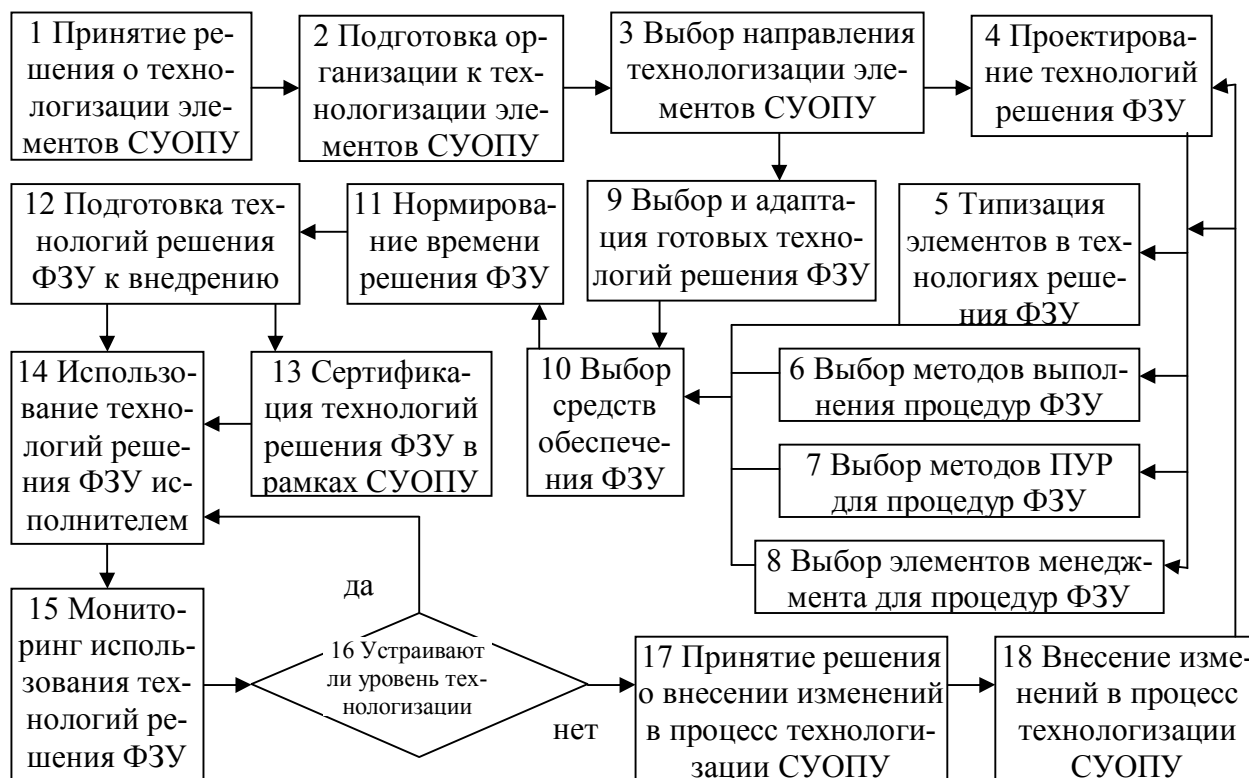 1 Принятие ре-
шения о техно-
логизации эле-
ментов СУОПУ
2 Подготовка ор-
ганизации к тех-
нологизации эле-
ментов СУОПУ
3 Выбор направления
технологизации эле-
ментов СУОПУ
4 Проектирова-
ние технологий
решения ФЗУ
12 Подготовка тех-
нологий решения
ФЗУ к внедрению
11 Нормирова-
ние времени
решения ФЗУ
9 Выбор и адапта-
ция готовых техно-
логий решения ФЗУ
5 Типизация
элементов в тех-
нологиях реше-
ния ФЗУ
14 Использо-
вание техно-
логий реше-
ния ФЗУ ис-
полнителем
13 Сертифика-
ция технологий
решения ФЗУ в
рамках СУОПУ
10 Выбор
средств
обеспече-
ния ФЗУ
6 Выбор методов выпол-
нения процедур ФЗУ
7 Выбор методов ПУР
для процедур ФЗУ
8 Выбор элементов менедж-
мента для процедур ФЗУ
да
15 Монито-
ринг исполь-
зования тех-
нологий ре-
шения ФЗУ
16 Устраивают
ли уровень тех-
нологизации
нет
17 Принятие решения
о внесении изменений
в процесс технологи-
зации СУОПУ
18 Внесение изме-
нений в процесс
технологизации
СУОПУ